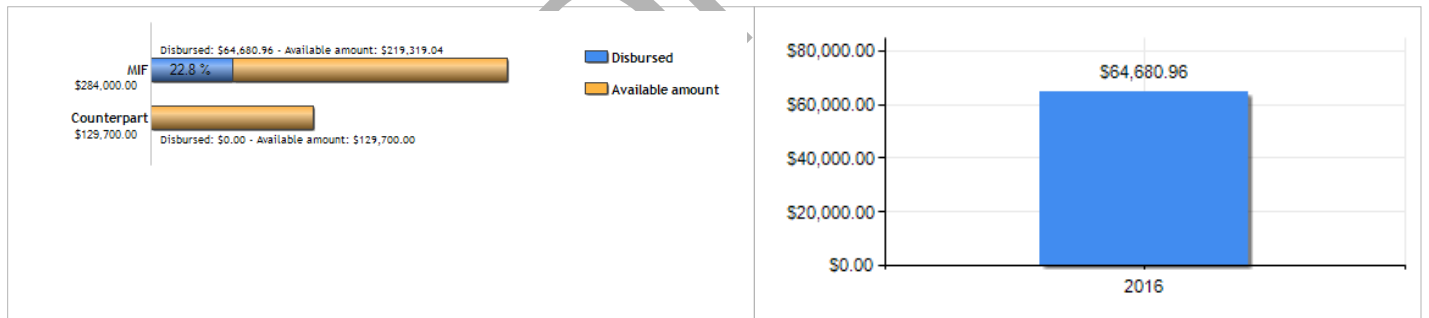 Disbursed: $64,680.96 - Available amount: $219,319.04
MIF
22.8 %
$284,000.00
Counterpart
$129,700.00
Disbursed: $0.00 - Available amount: $129,700.00
Disbursed
Available amount
$80,000.00
$60,000.00
$40,000.00
$20,000.00
$0.00
$64,680.96
2016